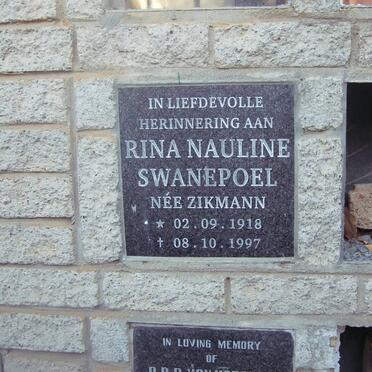 IN LIEFDEVOLLE
HERINNERING AAN
RINA NAULINE
SWANEPOEL
NÉE ZIKMANN
★ 02.09.1918
† 08.10.1997
IN LOVING MEMORY
OF